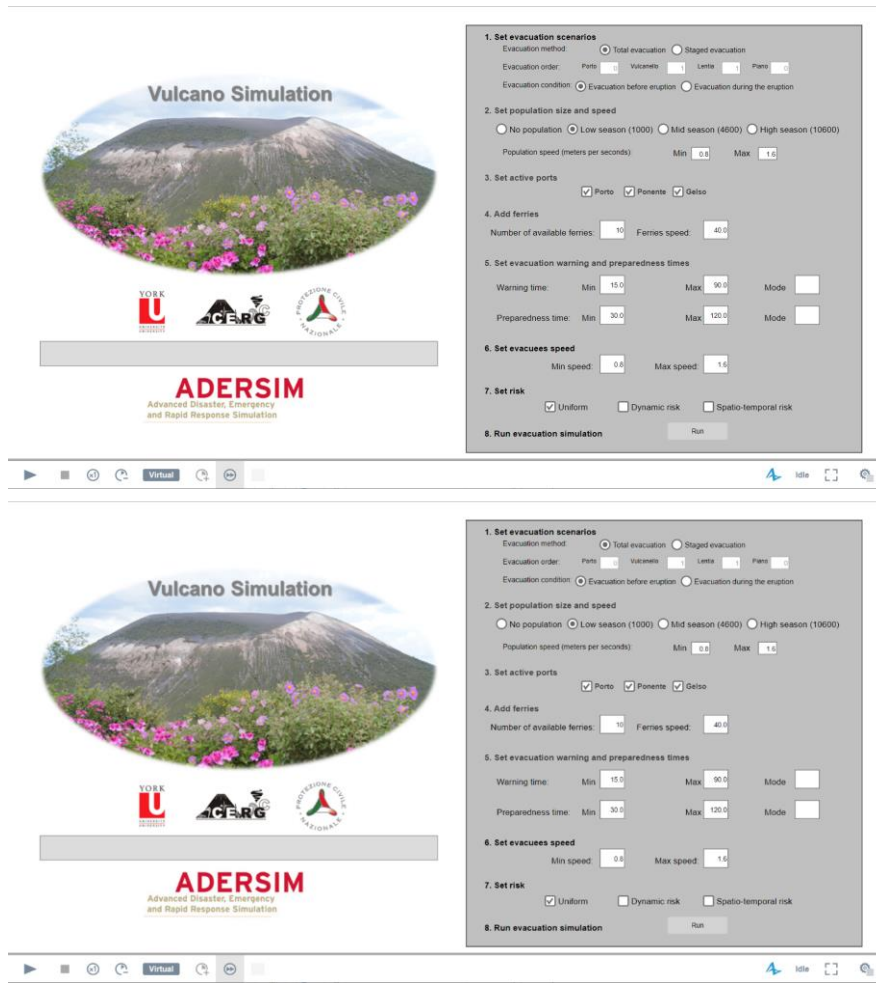 Vulcano Simulation
YORK
UNIVERSITÉ
UNIVERSITY
CERG C
PROTEZIONE CIVILE
NAZIONALE
ADERSIM
Advanced Disaster, Emergency
and Rapid Response Simulation
1. Set evacuation scenarios
Evacuation method: Total evacuation Staged evacuation
Evacuation order: Porto 0 Vulcanello 1 Lentia 1 Piano 0
Evacuation condition: Evacuation before eruption Evacuation during the eruption
2. Set population size and speed
No population Low season (1000) Mid season (4600) High season (10600)
Population speed (meters per seconds): Min 0.8 Max 1.6
3. Set active ports
Porto Ponente Gelso
4. Add ferries
Number of available ferries: 10 Ferries speed: 40.0
5. Set evacuation warning and preparedness times
Warning time: Min 15.0 Max 90.0 Mode
Preparedness time: Min 30.0 Max 120.0 Mode
6. Set evacuees speed
Min speed: 0.8 Max speed: 1.6
7. Set risk
Uniform Dynamic risk Spatio-temporal risk
8. Run evacuation simulation Run
x1 Virtual Idle
Vulcano Simulation
YORK
UNIVERSITÉ
UNIVERSITY
CERG C
PROTEZIONE CIVILE
NAZIONALE
ADERSIM
Advanced Disaster, Emergency
and Rapid Response Simulation
1. Set evacuation scenarios
Evacuation method: Total evacuation Staged evacuation
Evacuation order: Porto 0 Vulcanello 1 Lentia 1 Piano 0
Evacuation condition: Evacuation before eruption Evacuation during the eruption
2. Set population size and speed
No population Low season (1000) Mid season (4600) High season (10600)
Population speed (meters per seconds): Min 0.8 Max 1.6
3. Set active ports
Porto Ponente Gelso
4. Add ferries
Number of available ferries: 10 Ferries speed: 40.0
5. Set evacuation warning and preparedness times
Warning time: Min 15.0 Max 90.0 Mode
Preparedness time: Min 30.0 Max 120.0 Mode
6. Set evacuees speed
Min speed: 0.8 Max speed: 1.6
7. Set risk
Uniform Dynamic risk Spatio-temporal risk
8. Run evacuation simulation Run
x1 Virtual Idle